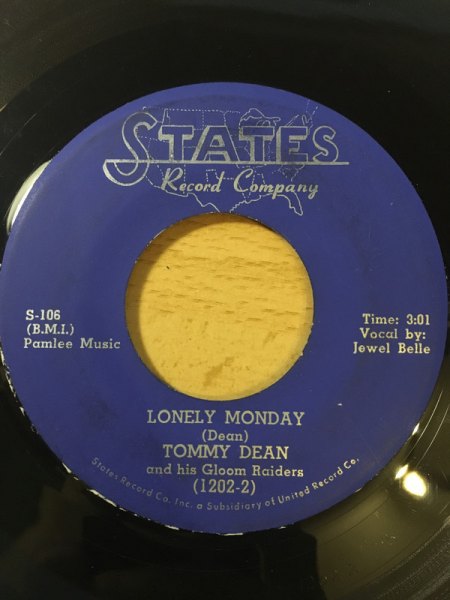 STATES
Record Company
S-106
(B.M.I.)
Pamlee Music
Time: 3:01
Vocal by:
Jewel Belle
LONELY MONDAY
(Dean)
TOMMY DEAN
and his Gloom Raiders
(1202-2)
States Record Co. Inc. a Subsidiary of United Record Co.